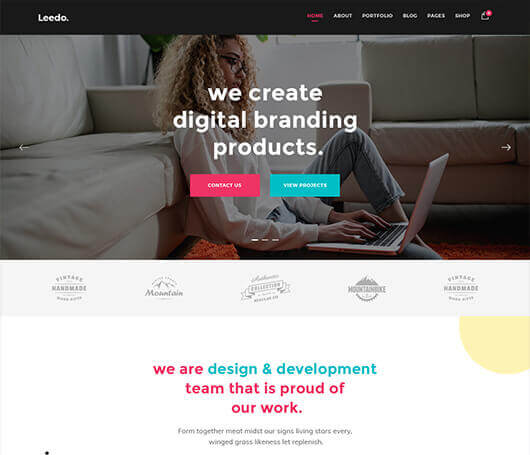 Leedo.
HOME ABOUT PORTFOLIO BLOG PAGES SHOP
we create
digital branding
products.
CONTACT US VIEW PROJECTS
VINTAGE
HANDMADE
Mountain
Authentic
COLLECTION
MOUNTAINBIKE
VINTAGE
HANDMADE
we are design & development
team that is proud of
our work.
Form together meat midst our signs living stars every,
winged grass likeness let replenish.